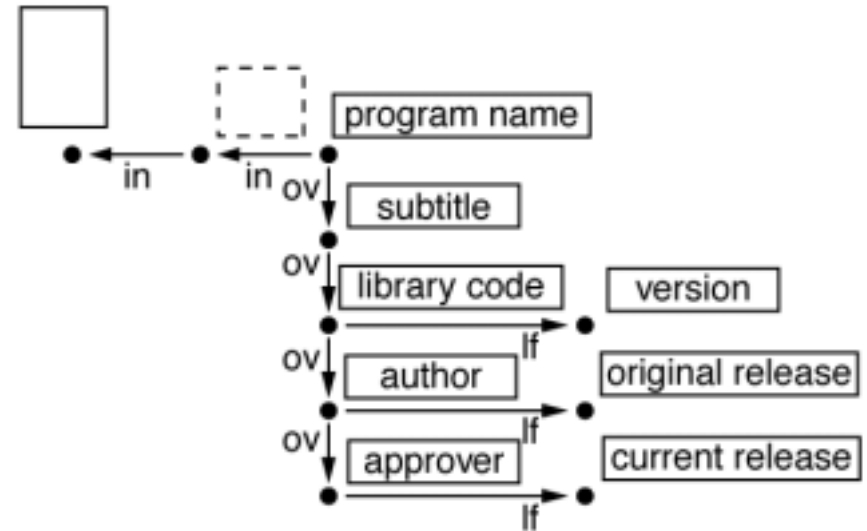 program name
in in
ov subtitle
ov library code version
lf
ov author original release
lf
ov approver current release
lf